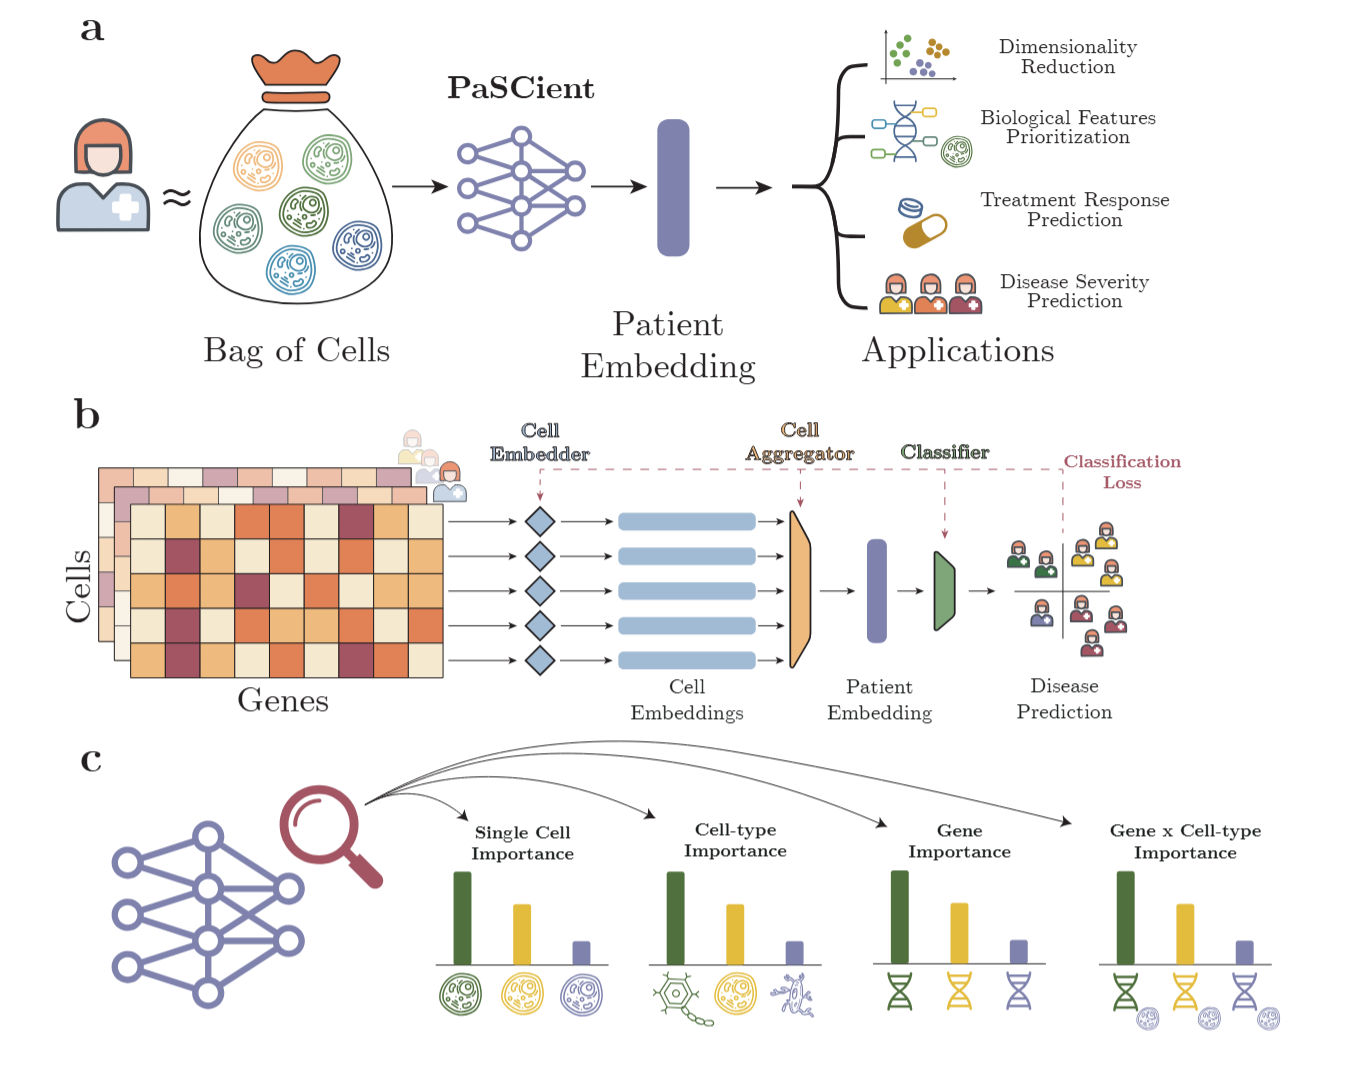 a
PaSCient
≈
Bag of Cells
Patient
Embedding
Applications
Dimensionality
Reduction
Biological Features
Prioritization
Treatment Response
Prediction
Disease Severity
Prediction
b
Cells
Genes
Cell
Embedder
Cell
Aggregator
Classifier
Classification
Loss
Cell
Embeddings
Patient
Embedding
Disease
Prediction
c
Single Cell
Importance
Cell-type
Importance
Gene
Importance
Gene x Cell-type
Importance